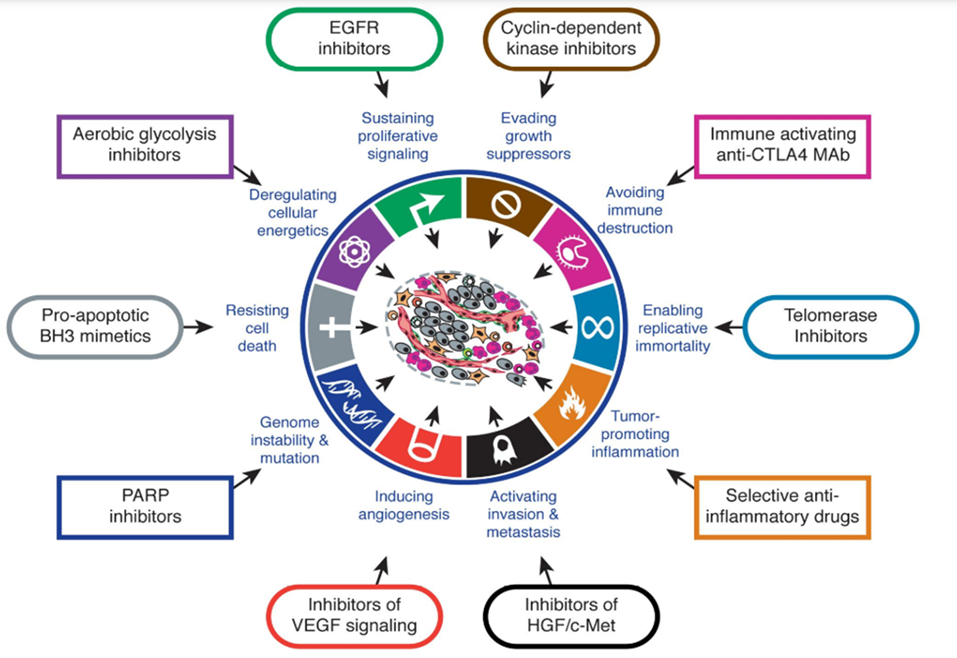 EGFR
inhibitors
Cyclin-dependent
kinase inhibitors
Sustaining
proliferative
signaling
Evading
growth
suppressors
Aerobic glycolysis
inhibitors
Immune activating
anti-CTLA4 MAb
Deregulating
cellular
energetics
Avoiding
immune
destruction
Pro-apoptotic
BH3 mimetics
Resisting
cell
death
Enabling
replicative
immortality
Telomerase
Inhibitors
Genome
instability &
mutation
Tumor-
promoting
inflammation
PARP
inhibitors
Inducing
angiogenesis
Activating
invasion &
metastasis
Selective anti-
inflammatory drugs
Inhibitors of
VEGF signaling
Inhibitors of
HGF/c-Met